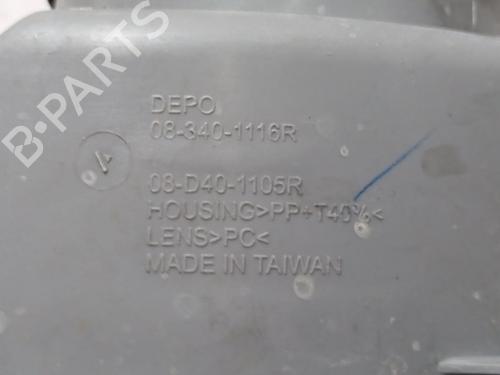 DEPO
08-340-1116R
08-D40-1105R
HOUSING>PP+T40%<
LENS>PC<
MADE IN TAIWAN
B-PARTS